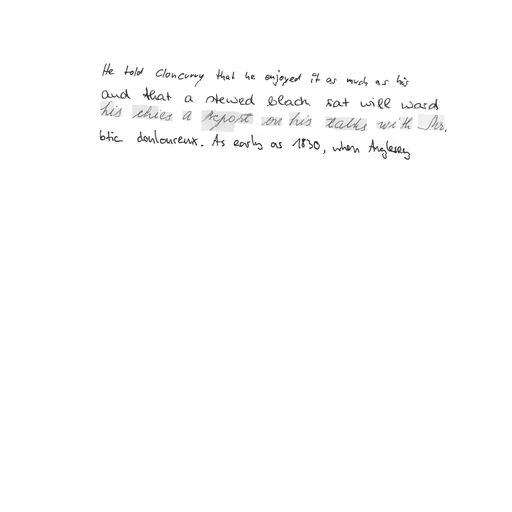 He told Cloncurry that he enjoyed it as much as his
and that a stewed black rat will ward
his chies a report on his talks with Mr.
btic douloureux. As early as 1830, when Anglesey